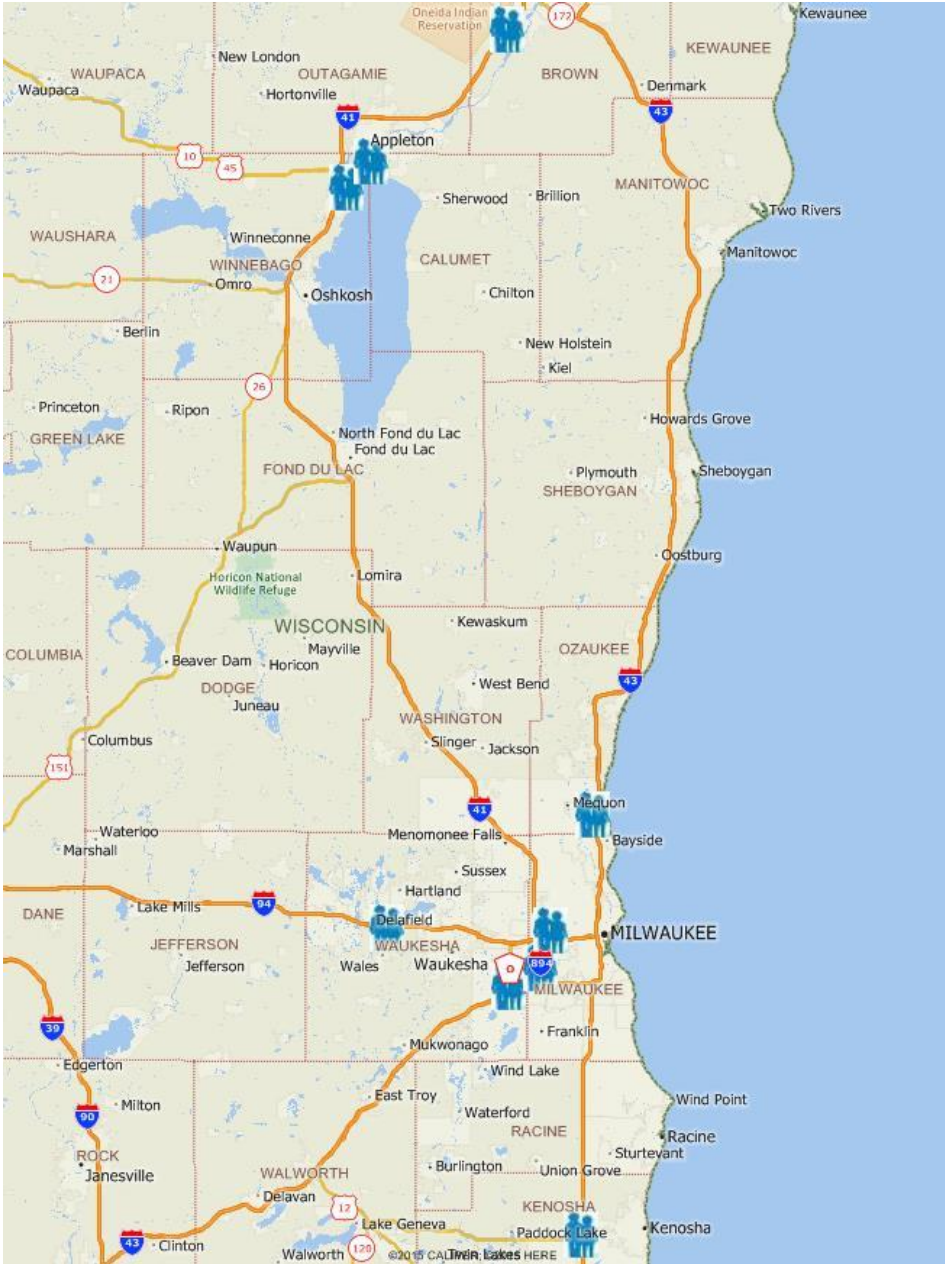 Oneida Indian
Reservation
172
Kewaunee
KEWAUNEE
New London
WAUPACA
OUTAGAMIE
BROWN
Waupaca
Hortonville
Denmark
41
43
Appleton
10
45
MANITOWOC
Sherwood
Brillion
Two Rivers
WAUSHARA
Winneconne
Manitowoc
WINNEBAGO
CALUMET
21
Omro
Oshkosh
Chilton
Berlin
New Holstein
Kiel
26
Princeton
Ripon
Howards Grove
GREEN LAKE
North Fond du Lac
Fond du Lac
FOND DU LAC
Plymouth
Sheboygan
SHEBOYGAN
Waupun
Oostburg
Horicon National
Wildlife Refuge
Lomira
WISCONSIN
Kewaskum
COLUMBIA
Mayville
OZAUKEE
Beaver Dam
Horicon
43
DODGE
West Bend
Juneau
WASHINGTON
Columbus
Slinger
Jackson
151
41
Mequon
Waterloo
Menomonee Falls
Bayside
Marshall
Sussex
Hartland
94
DANE
Lake Mills
Delafield
MILWAUKEE
JEFFERSON
WAUKESHA
Jefferson
Wales
Waukesha
O
894
MILWAUKEE
39
Franklin
Mukwonago
Edgerton
Wind Lake
East Troy
Wind Point
Milton
90
Waterford
RACINE
Racine
ROCK
Sturtevant
Janesville
WALWORTH
Burlington
Union Grove
Delavan
KENOSHA
12
Lake Geneva
Paddock Lake
Kenosha
43
Clinton
Walworth
120
©2015 CALIPER; ©2015 HERE
Twin Lakes